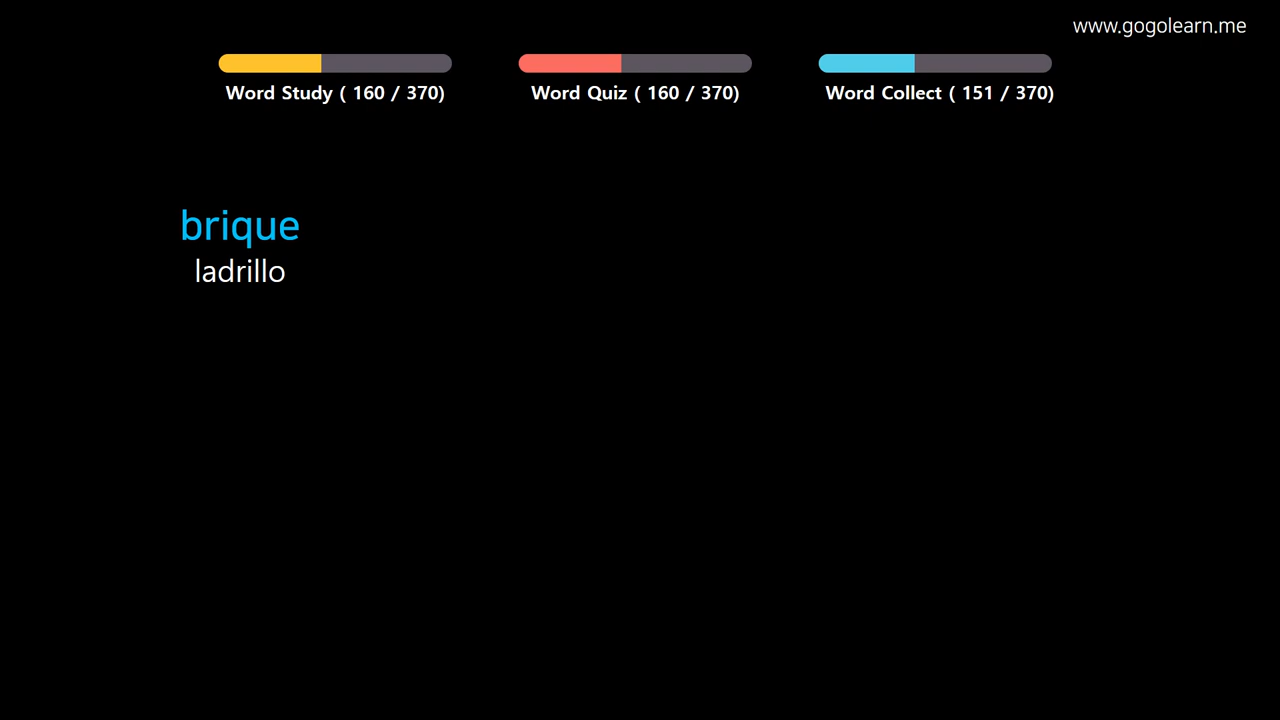 www.gogolearn.me
Word Study ( 160 / 370)
Word Quiz ( 160 / 370)
Word Collect ( 151 / 370)
brique
ladrillo